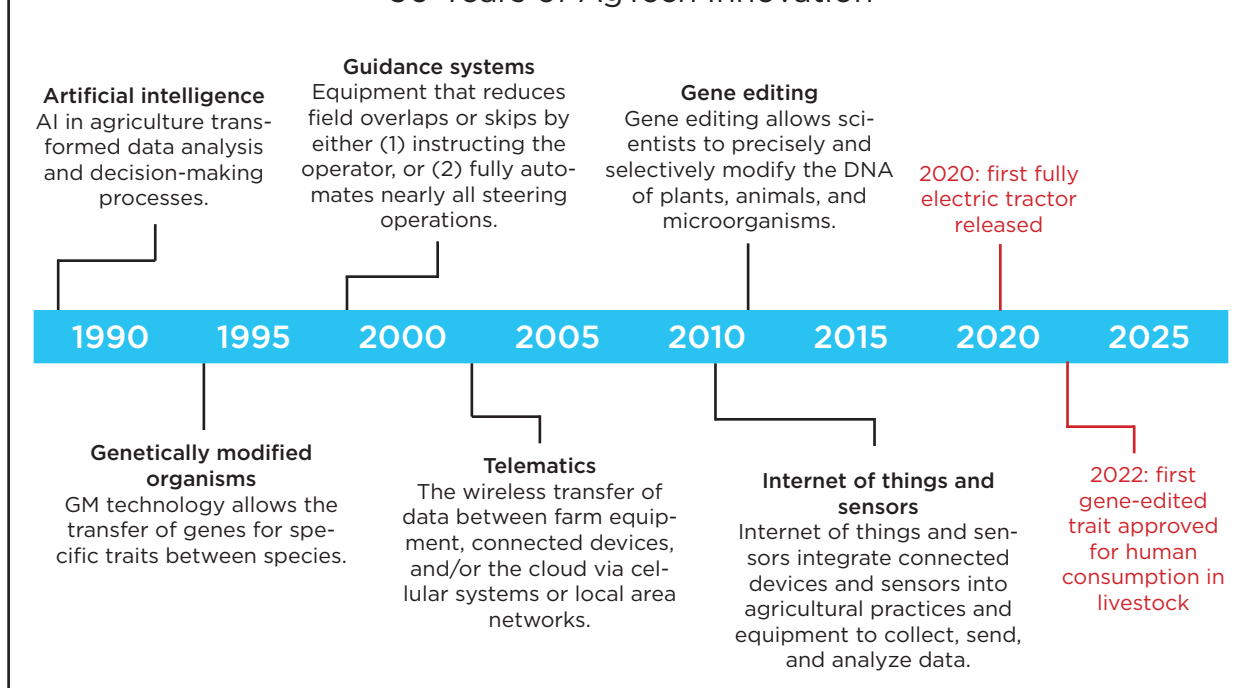 Years of AgTech Innovation
Artificial intelligence
AI in agriculture trans-
formed data analysis
and decision-making
processes.
Guidance systems
Equipment that reduces
field overlaps or skips by
either (1) instructing the
operator, or (2) fully auto-
mates nearly all steering
operations.
Gene editing
Gene editing allows sci-
entists to precisely and
selectively modify the DNA
of plants, animals, and
microorganisms.
2020: first fully
electric tractor
released
1990 1995 2000 2005 2010 2015 2020 2025
Genetically modified
organisms
GM technology allows the
transfer of genes for spe-
cific traits between species.
Telematics
The wireless transfer of
data between farm equip-
ment, connected devices,
and/or the cloud via cel-
lular systems or local area
networks.
Internet of things and
sensors
Internet of things and sen-
sors integrate connected
devices and sensors into
agricultural practices and
equipment to collect, send,
and analyze data.
2022: first
gene-edited
trait approved
for human
consumption in
livestock